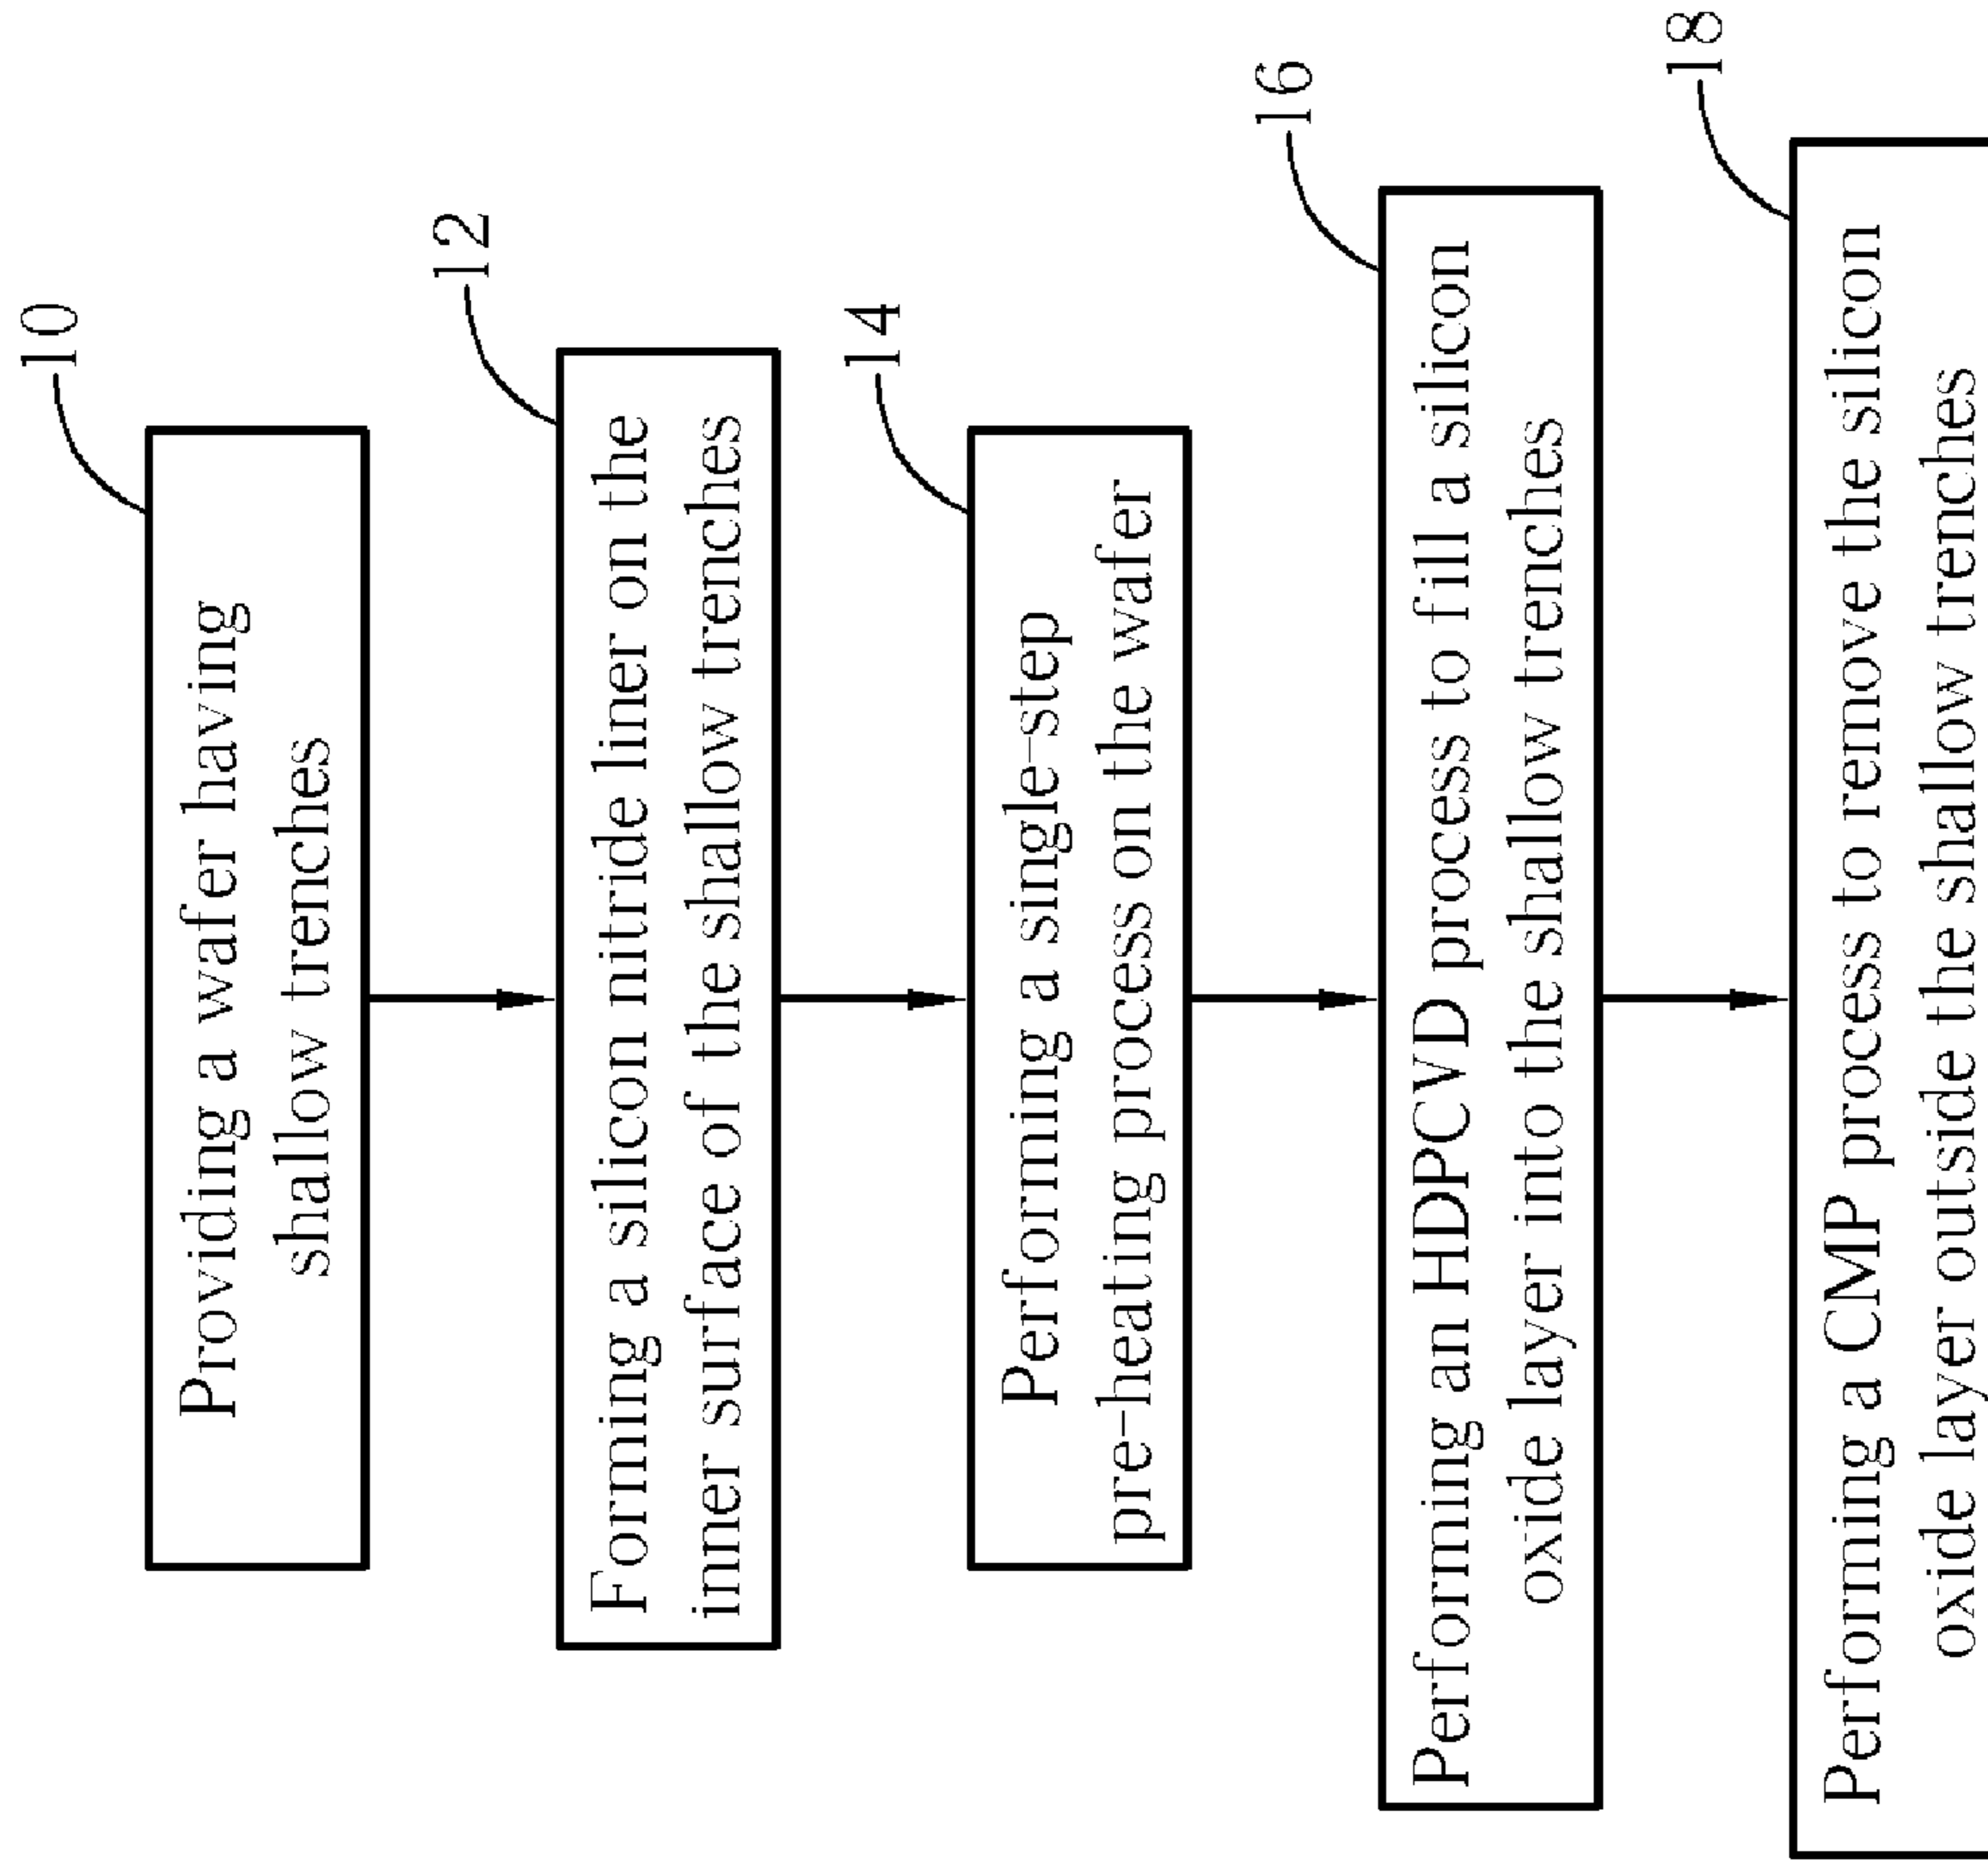 10
Providing a wafer having
shallow trenches
12
Forming a silicon nitride liner on the
inner surface of the shallow trenches
14
Performing a single-step
pre-heating process on the wafer
16
Performing an HDPCVD process to fill a silicon
oxide layer into the shallow trenches
18
Performing a CMP process to remove the silicon
oxide layer outside the shallow trenches